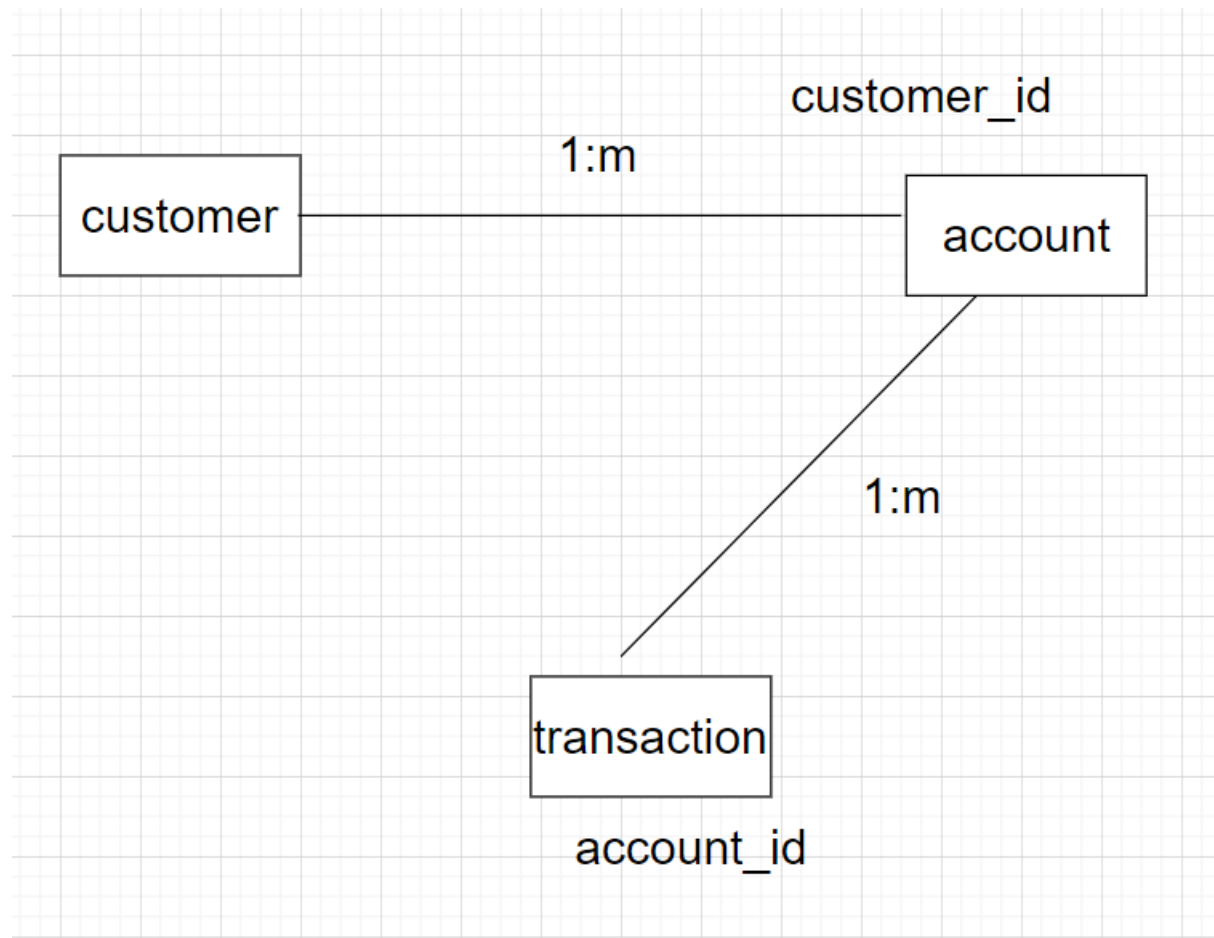 customer_id
1:m
customer
account
1:m
transaction
account_id